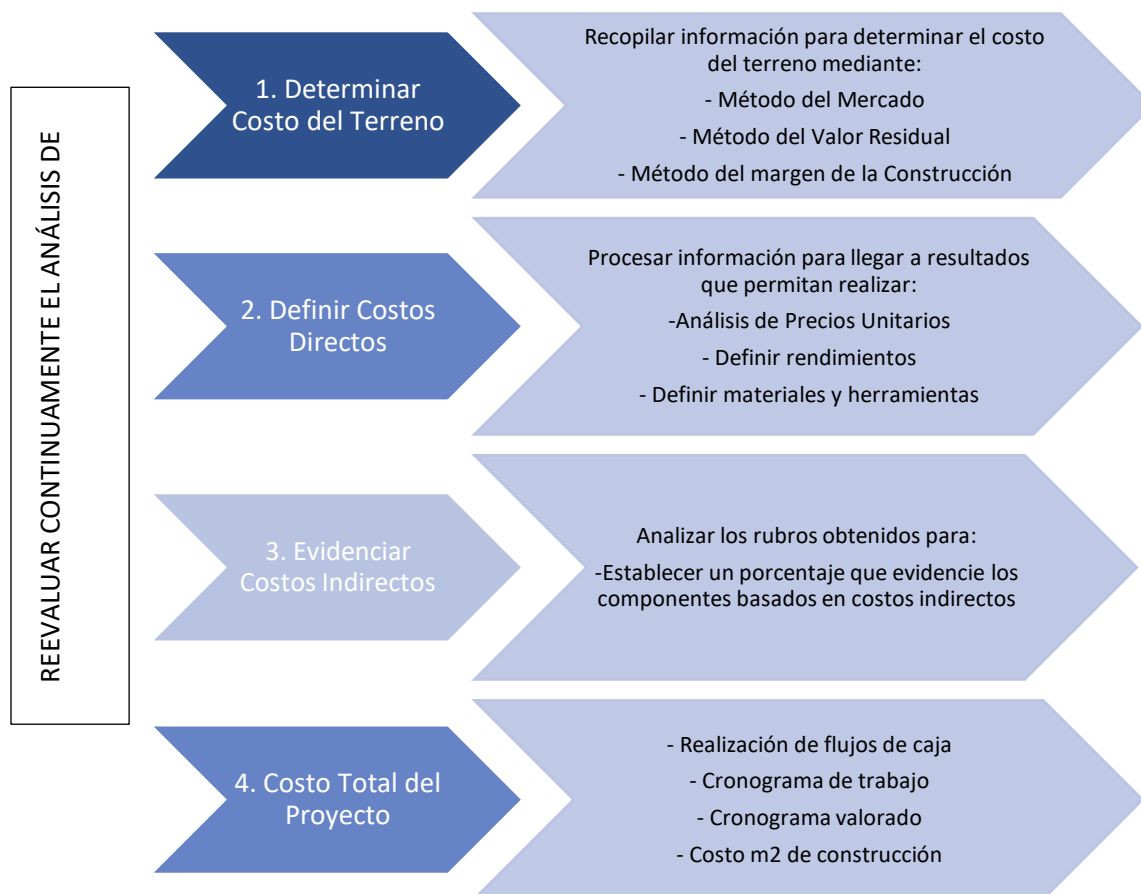 REEVALUAR CONTINUAMENTE EL ANÁLISIS DE
1. Determinar
Costo del Terreno
Recopilar información para determinar el costo
del terreno mediante:
- Método del Mercado
- Método del Valor Residual
- Método del margen de la Construcción
2. Definir Costos
Directos
Procesar información para llegar a resultados
que permitan realizar:
-Análisis de Precios Unitarios
- Definir rendimientos
- Definir materiales y herramientas
3. Evidenciar
Costos Indirectos
Analizar los rubros obtenidos para:
-Establecer un porcentaje que evidencie los
componentes basados en costos indirectos
4. Costo Total del
Proyecto
- Realización de flujos de caja
- Cronograma de trabajo
- Cronograma valorado
- Costo m2 de construcción